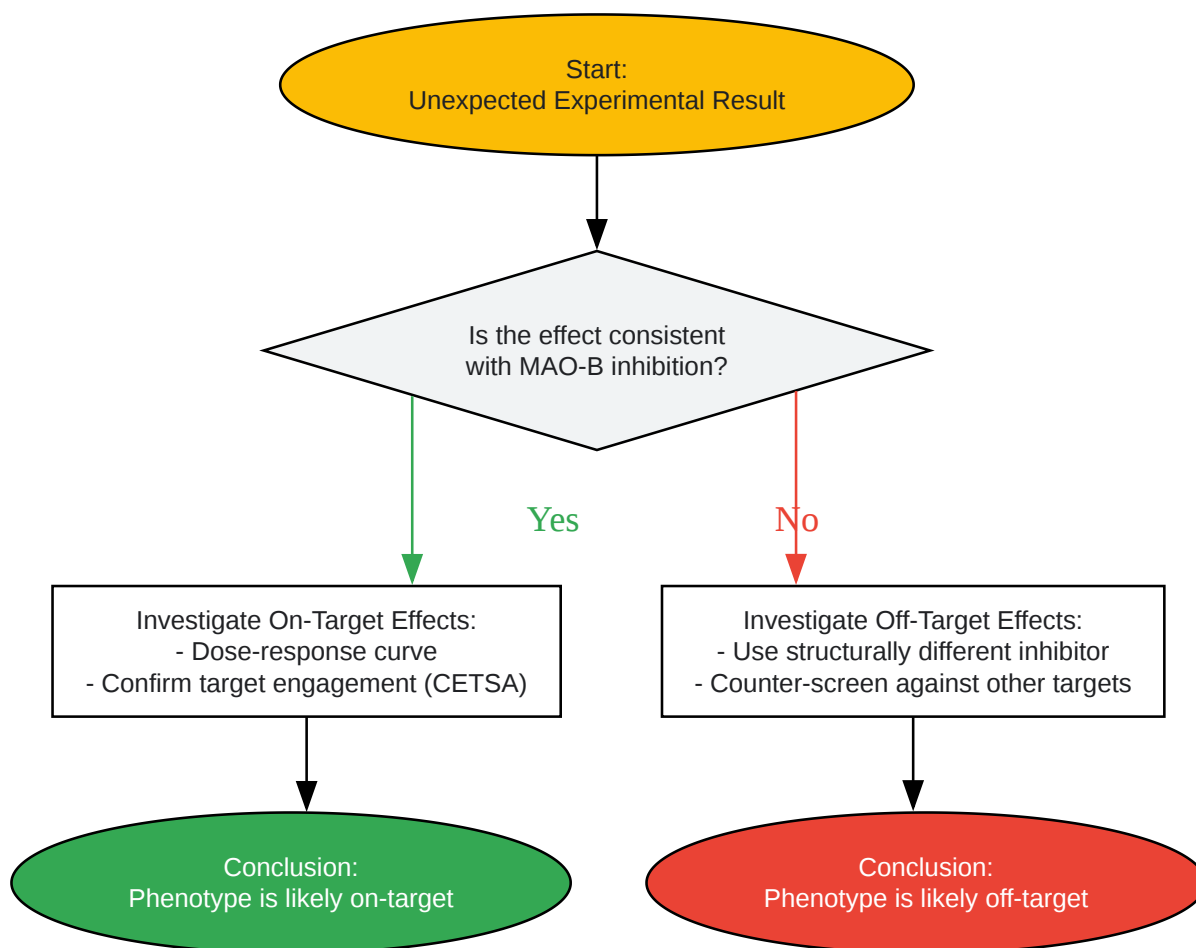 Start:
Unexpected Experimental Result
Is the effect consistent
with MAO-B inhibition?
Yes
No
Investigate On-Target Effects:
- Dose-response curve
- Confirm target engagement (CETSA)
Investigate Off-Target Effects:
- Use structurally different inhibitor
- Counter-screen against other targets
Conclusion:
Phenotype is likely on-target
Conclusion:
Phenotype is likely off-target